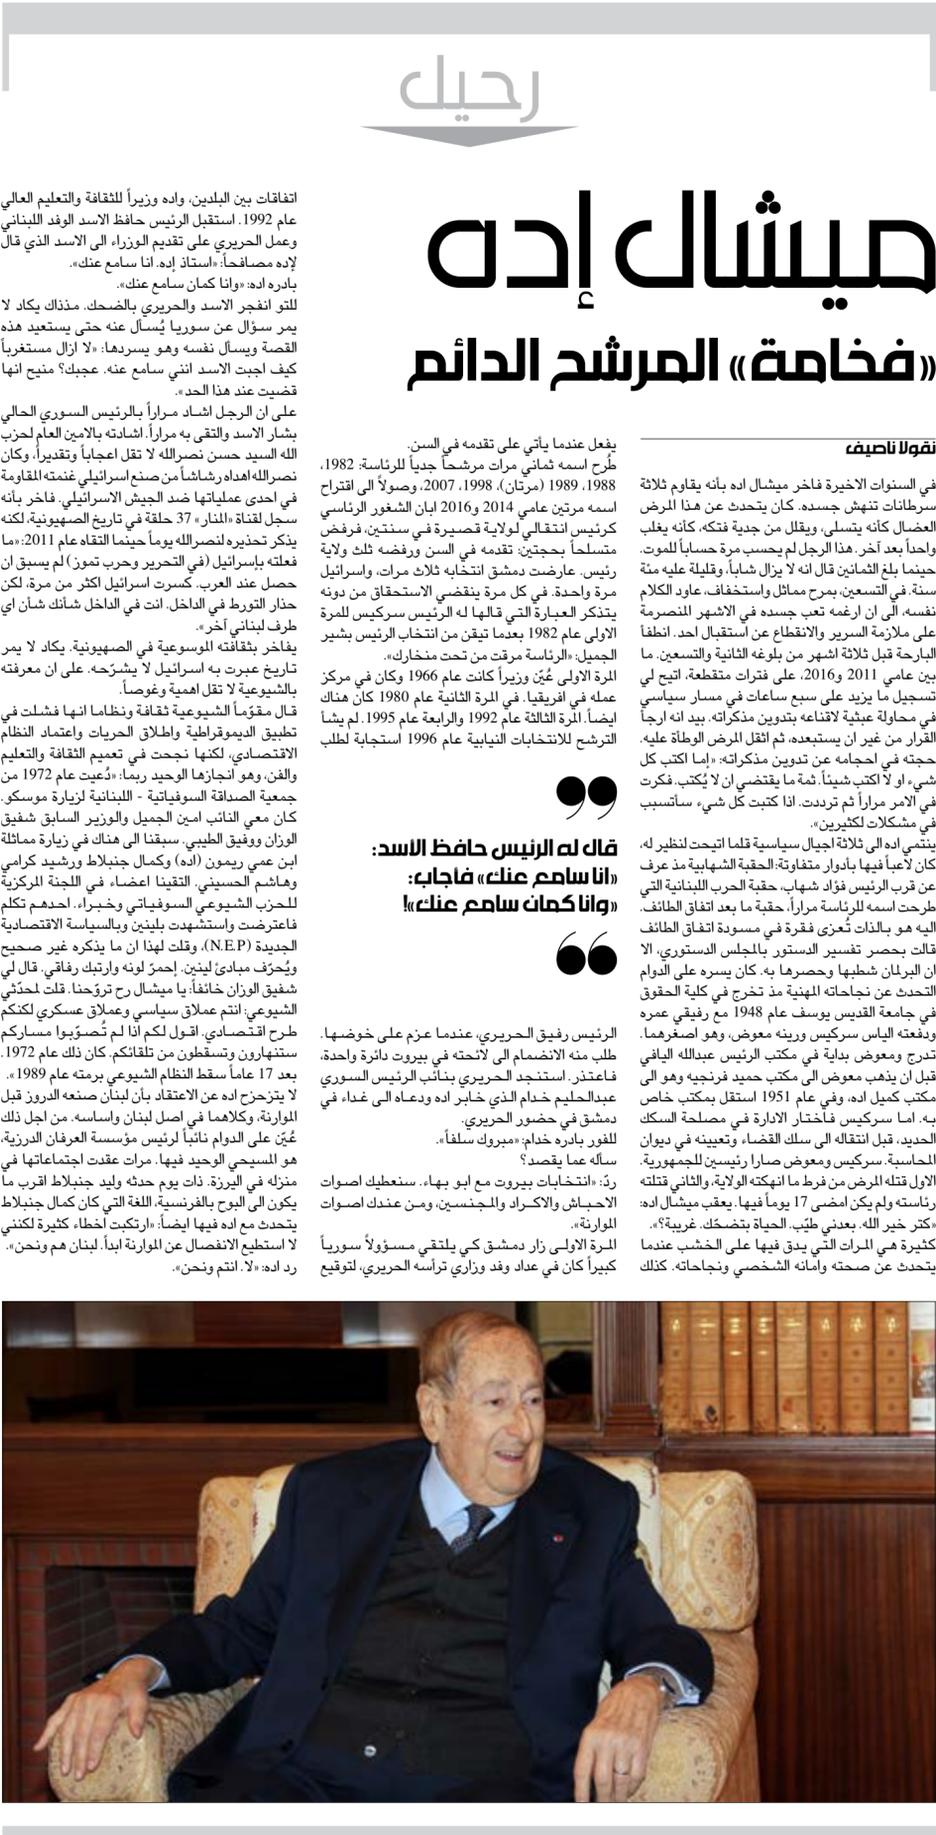 رحيل
ميشال إده
«فخامة» المرشح الدائم
نقولا ناصيف
في السنوات الاخيرة فاخر ميشال اده بأنه يقاوم ثلاثة
سرطانات تنهش جسده. كان يتحدث عن هذا المرض
العضال كأنه يتسلى، ويقلل من جدية فتكه، كأنه يغلب
واحداً بعد آخر. هذا الرجل لم يحسب مرة حساباً للموت.
حينما بلغ الثمانين قال انه لا يزال شاباً، وقليلة عليه مئة
سنة. في التسعين، بمرح مماثل واستخفاف، عاود الكلام
نفسه، الى ان ارغمه تعب جسده في الاشهر المنصرمة
على ملازمة السرير والانقطاع عن استقبال احد. انطفأ
البارحة قبل ثلاثة اشهر من بلوغه الثانية والتسعين. ما
بين عامي 2011 و2016، على فترات متقطعة، اتيح لي
تسجيل ما يزيد على سبع ساعات في مسار سياسي
في محاولة عبثية لاقناعه بتدوين مذكراته. بيد انه ارجأ
القرار من غير ان يستبعده، ثم اثقل المرض الوطأة عليه.
حجته في احجامه عن تدوين مذكراته: «إما اكتب كل
شيء او لا اكتب شيئاً. ثمة ما يقتضي ان لا يُكتب. فكرت
في الامر مراراً ثم ترددت. اذا كتبت كل شيء سأتسبب
في مشكلات لكثيرين».
ينتمي اده الى ثلاثة اجيال سياسية قلما اتيحت لنظير له،
كان لاعباً فيها بأدوار متفاوتة: الحقبة الشهابية مذ عرف
عن قرب الرئيس فؤاد شهاب، حقبة الحرب اللبنانية التي
طرحت اسمه للرئاسة مراراً، حقبة ما بعد اتفاق الطائف.
اليه هو بالذات تُعزى فقرة في مسودة اتفاق الطائف
قالت بحصر تفسير الدستور بالمجلس الدستوري، الا
ان البرلمان شطبها وحصرها به. كان يسره على الدوام
التحدث عن نجاحاته المهنية مذ تخرج في كلية الحقوق
في جامعة القديس يوسف عام 1948 مع رفيقي عمره
ودفعته الياس سركيس ورينه معوض، وهو اصغرهما.
تدرج ومعوض بداية في مكتب الرئيس عبدالله اليافي
قبل ان يذهب معوض الى مكتب حميد فرنجيه وهو الى
مكتب كميل اده، وفي عام 1951 استقل بمكتب خاص
به. اما سركيس فاختار الادارة في مصلحة السكك
الحديد، قبل انتقاله الى سلك القضاء وتعيينه في ديوان
المحاسبة. سركيس ومعوض صارا رئيسين للجمهورية.
الاول قتله المرض من فرط ما انهكته الولاية، والثاني قتلته
رئاسته ولم يكن امضى 17 يوماً فيها. يعقب ميشال اده:
«كتر خير الله. بعدني طيّب. الحياة بتضحّك. غريبة؟».
كثيرة هي المرات التي يدق فيها على الخشب عندما
يتحدث عن صحته وامانه الشخصي ونجاحاته. كذلك
يفعل عندما يأتي على تقدمه في السن.
طُرح اسمه ثماني مرات مرشحاً جدياً للرئاسة: 1982،
1988، 1989 (مرتان)، 1998، 2007، وصولاً الى اقتراح
اسمه مرتين عامي 2014 و2016 ابان الشغور الرئاسي
كرئيس انتقالي لولاية قصيرة في سنتين، فرفض
متسلحاً بحجتين: تقدمه في السن ورفضه ثلث ولاية
رئيس. عارضت دمشق انتخابه ثلاث مرات، واسرائيل
مرة واحدة. في كل مرة ينقضي الاستحقاق من دونه
يتذكر العبارة التي قالها له الرئيس سركيس للمرة
الاولى عام 1982 بعدما تيقن من انتخاب الرئيس بشير
الجميل: «الرئاسة مرقت من تحت منخارك».
المرة الاولى عُيّن وزيراً كانت عام 1966 وكان في مركز
عمله في افريقيا. في المرة الثانية عام 1980 كان هناك
ايضاً. المرة الثالثة عام 1992 والرابعة عام 1995. لم يشأ
الترشح للانتخابات النيابية عام 1996 استجابة لطلب
قال له الرئيس حافظ الأسد:
«انا سامع عنك» فأجاب:
«وانا كمان سامع عنك»!
الرئيس رفيق الحريري، عندما عزم على خوضها.
طلب منه الانضمام الى لائحته في بيروت دائرة واحدة،
فاعتذر. استنجد الحريري بنائب الرئيس السوري
عبدالحليم خدام الذي خابر اده ودعاه الى غداء في
دمشق في حضور الحريري.
للفور بادره خدام: «مبروك سلفاً».
سأله عما يقصد؟
ردّ: «انتخابات بيروت مع ابو بهاء. سنعطيك اصوات
الاحباش والاكراد والمجنسين، ومن عندك اصوات
الموارنة».
المرة الاولى زار دمشق كي يلتقي مسؤولاً سورياً
كبيراً كان في عداد وفد وزاري ترأسه الحريري، لتوقيع
اتفاقات بين البلدين، واده وزيراً للثقافة والتعليم العالي
عام 1992. استقبل الرئيس حافظ الاسد الوفد اللبناني
وعمل الحريري على تقديم الوزراء الى الاسد الذي قال
لإده مصافحاً: «استاذ إده. انا سامع عنك».
بادره اده: «وانا كمان سامع عنك».
للتو انفجر الاسد والحريري بالضحك. مذذاك يكاد لا
يمر سؤال عن سوريا يُسأل عنه حتى يستعيد هذه
القصة ويسأل نفسه وهو يسردها: «لا ازال مستغرباً
كيف اجبت الاسد انني سامع عنه. عجبك؟ منيح انها
قضيت عند هذا الحد».
على ان الرجل اشاد مراراً بالرئيس السوري الحالي
بشار الاسد والتقى به مراراً. اشادته بالامين العام لحزب
الله السيد حسن نصرالله لا تقل اعجاباً وتقديراً، وكان
نصرالله اهداه رشاشاً من صنع اسرائيلي غنمته المقاومة
في احدى عملياتها ضد الجيش الاسرائيلي. فاخر بأنه
سجل لقناة «المنار» 37 حلقة في تاريخ الصهيونية، لكنه
يذكر تحذيره لنصرالله يوماً حينما التقاه عام 2011: «ما
فعلته بإسرائيل (في التحرير وحرب تموز) لم يسبق ان
حصل عند العرب. كسرت اسرائيل اكثر من مرة، لكن
حذار التورط في الداخل. انت في الداخل شأنك شأن اي
طرف لبناني آخر».
يفاخر بثقافته الموسوعية في الصهيونية. يكاد لا يمر
تاريخ عبرت به اسرائيل لا يشرّحه. على ان معرفته
بالشيوعية لا تقل اهمية وغوصاً.
قال مقوّماً الشيوعية ثقافة ونظاما انها فشلت في
تطبيق الديموقراطية واطلاق الحريات واعتماد النظام
الاقتصادي، لكنها نجحت في تعميم الثقافة والتعليم
والفن، وهو انجازها الوحيد ربما: «دُعيت عام 1972 من
جمعية الصداقة السوفياتية - اللبنانية لزيارة موسكو.
كان معي النائب امين الجميل والوزير السابق شفيق
الوزان ووفيق الطيبي. سبقنا الى هناك في زيارة مماثلة
ابن عمي ريمون (اده) وكمال جنبلاط ورشيد كرامي
وهاشم الحسيني. التقينا اعضاء في اللجنة المركزية
للحزب الشيوعي السوفياتي وخبراء. احدهم تكلم
فاعترضت واستشهدت بلينين وبالسياسة الاقتصادية
الجديدة (N.E.P)، وقلت لهذا ان ما يذكره غير صحيح
ويُحرّف مبادئ لينين. إحمرّ لونه وارتبك رفاقي. قال لي
شفيق الوزان خائفاً: يا ميشال رح تروّحنا. قلت لمحدّثي
الشيوعي: انتم عملاق سياسي وعملاق عسكري لكنكم
طرح اقتصادي. اقول لكم اذا لم تُصوّبوا مساركم
ستنهارون وتسقطون من تلقائكم. كان ذلك عام 1972.
بعد 17 عاماً سقط النظام الشيوعي برمته عام 1989».
لا يتزحزح اده عن الاعتقاد بأن لبنان صنعه الدروز قبل
الموارنة، وكلاهما في اصل لبنان واساسه. من اجل ذلك
عُيّن على الدوام نائباً لرئيس مؤسسة العرفان الدرزية،
هو المسيحي الوحيد فيها. مرات عقدت اجتماعاتها في
منزله في اليرزة. ذات يوم حدثه وليد جنبلاط اقرب ما
يكون الى البوح بالفرنسية، اللغة التي كان كمال جنبلاط
يتحدث مع اده فيها ايضاً: «ارتكبت اخطاء كثيرة لكنني
لا استطيع الانفصال عن الموارنة ابداً. لبنان هم ونحن».
رد اده: «لا. انتم ونحن».